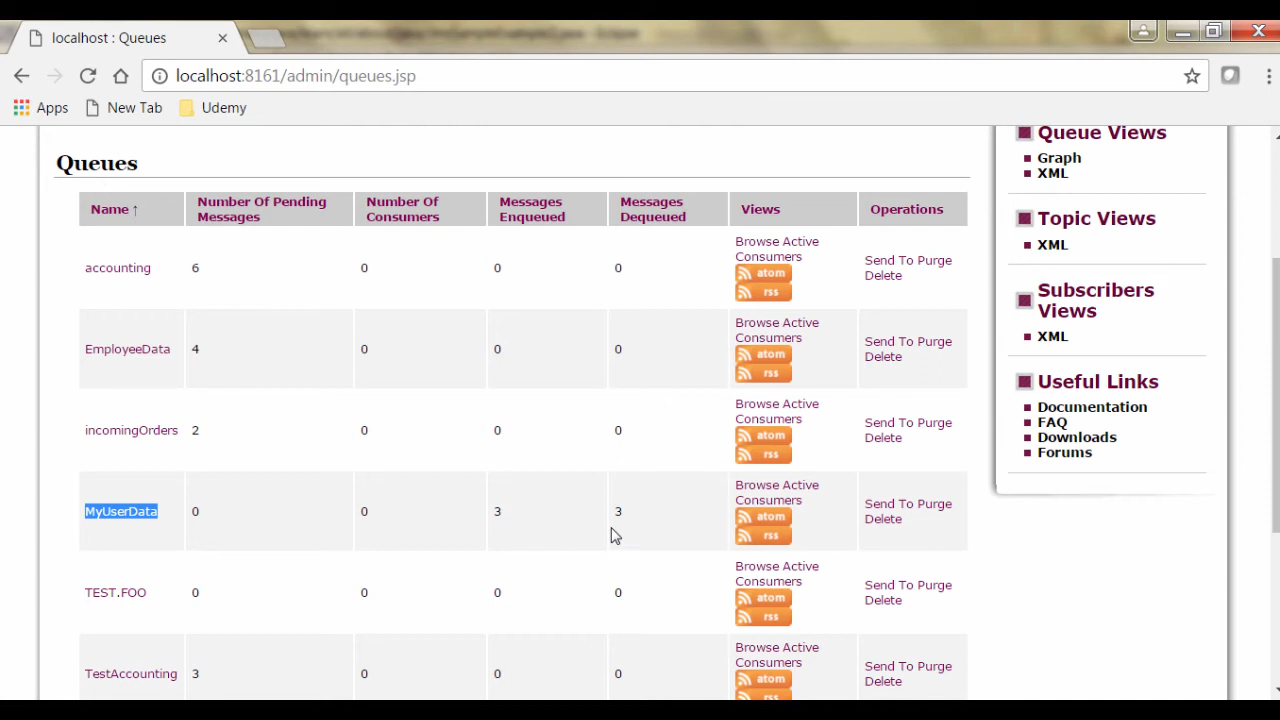 localhost : Queues
localhost:8161/admin/queues.jsp
Apps New Tab Udemy
Queues
Name ↑ Number Of Pending Messages Number Of Consumers Messages Enqueued Messages Dequeued Views Operations
accounting 6 0 0 0 Browse Active Consumers atom rss Send To Purge Delete
EmployeeData 4 0 0 0 Browse Active Consumers atom rss Send To Purge Delete
incomingOrders 2 0 0 0 Browse Active Consumers atom rss Send To Purge Delete
MyUserData 0 0 3 3 Browse Active Consumers atom rss Send To Purge Delete
TEST.FOO 0 0 0 0 Browse Active Consumers atom rss Send To Purge Delete
TestAccounting 3 0 0 0 Browse Active Consumers atom rss Send To Purge Delete
Queue Views
Graph
XML
Topic Views
XML
Subscribers
Views
XML
Useful Links
Documentation
FAQ
Downloads
Forums